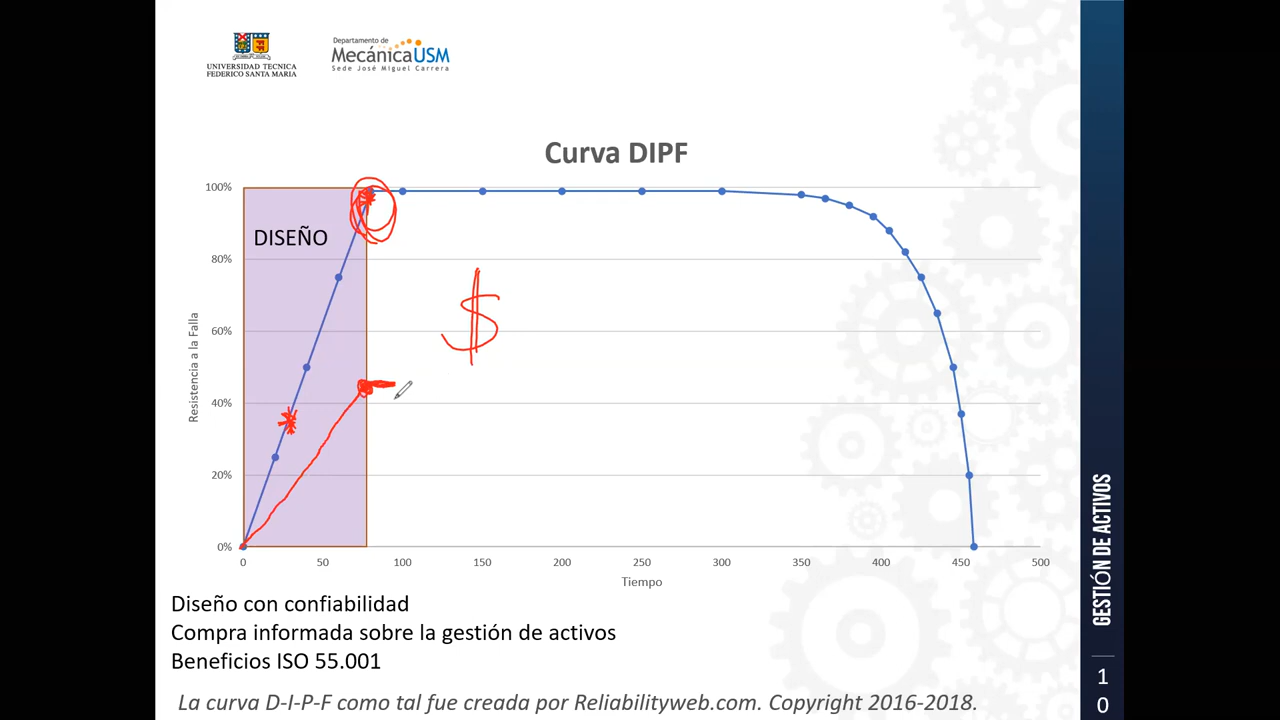 UNIVERSIDAD TECNICA
FEDERICO SANTA MARIA
Departamento de
MecánicaUSM
Sede José Miguel Carrera
Curva DIPF
100%
80%
60%
40%
20%
0%
Resistencia a la Falla
DISEÑO
$
0
50
100
150
200
250
300
350
400
450
500
Tiempo
Diseño con confiabilidad
Compra informada sobre la gestión de activos
Beneficios ISO 55.001
La curva D-I-P-F como tal fue creada por Reliabilityweb.com. Copyright 2016-2018.
GESTIÓN DE ACTIVOS
1
0